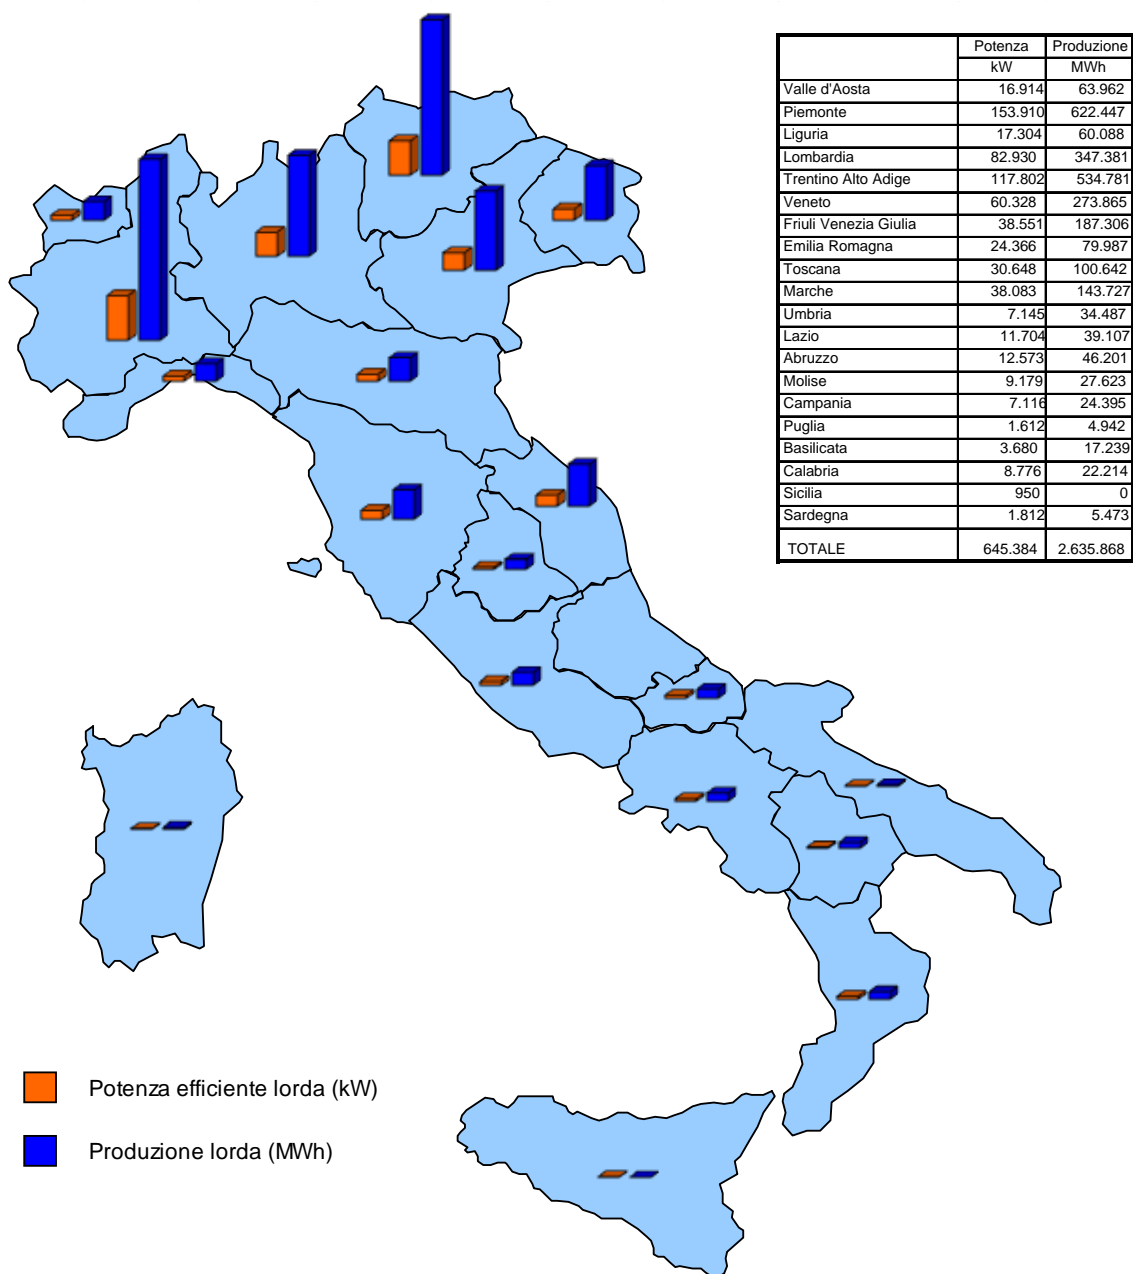 Potenza Produzione
kW MWh
Valle d'Aosta 16.914 63.962
Piemonte 153.910 622.447
Liguria 17.304 60.088
Lombardia 82.930 347.381
Trentino Alto Adige 117.802 534.781
Veneto 60.328 273.865
Friuli Venezia Giulia 38.551 187.306
Emilia Romagna 24.366 79.987
Toscana 30.648 100.642
Marche 38.083 143.727
Umbria 7.145 34.487
Lazio 11.704 39.107
Abruzzo 12.573 46.201
Molise 9.179 27.623
Campania 7.116 24.395
Puglia 1.612 4.942
Basilicata 3.680 17.239
Calabria 8.776 22.214
Sicilia 950 0
Sardegna 1.812 5.473
TOTALE 645.384 2.635.868
Potenza efficiente lorda (kW)
Produzione lorda (MWh)